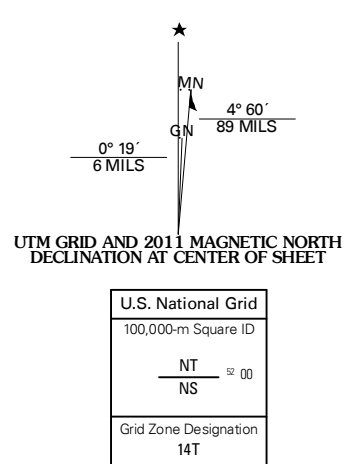 ★
MN
4° 60´
89 MILS
GN
0° 19´
6 MILS
UTM GRID AND 2011 MAGNETIC NORTH
DECLINATION AT CENTER OF SHEET
U.S. National Grid
100,000-m Square ID
NT
52 00
NS
Grid Zone Designation
14T